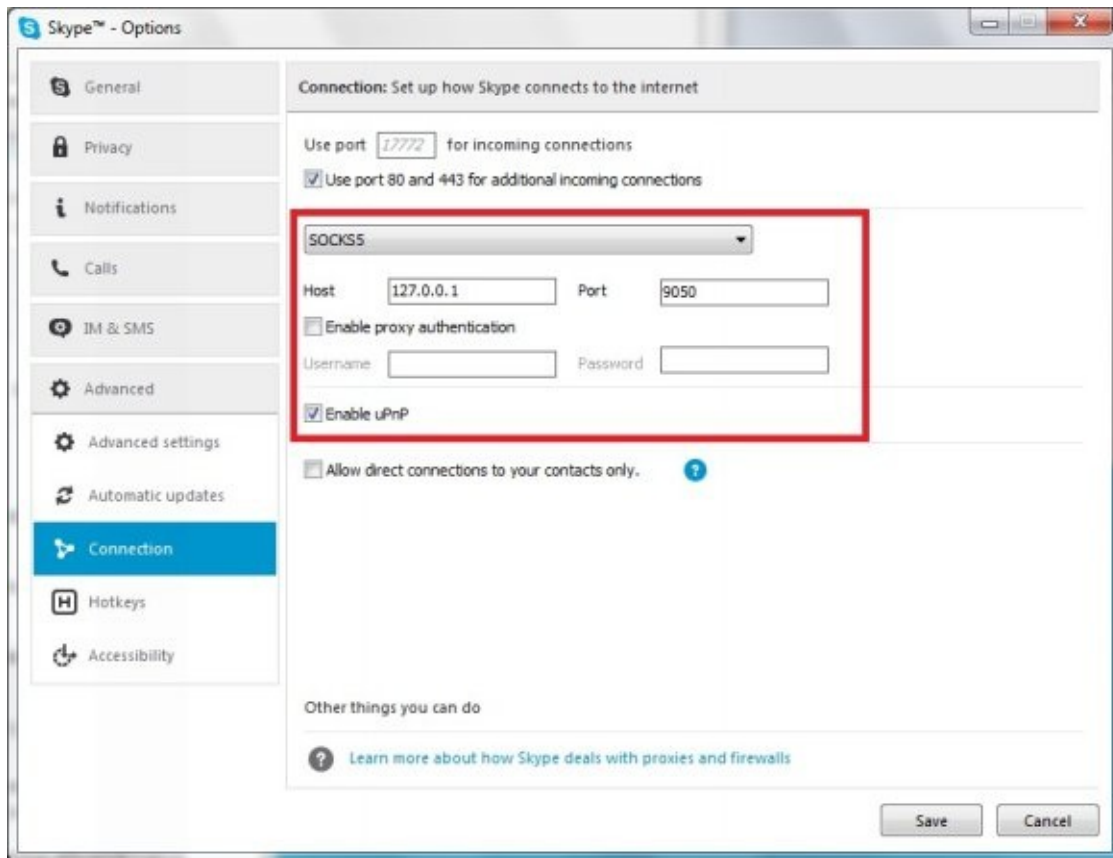 Skype™ - Options
General
Privacy
Notifications
Calls
IM & SMS
Advanced
Advanced settings
Automatic updates
Connection
Hotkeys
Accessibility
Connection: Set up how Skype connects to the internet
Use port 17772 for incoming connections
Use port 80 and 443 for additional incoming connections
SOCKS5
Host 127.0.0.1 Port 9050
Enable proxy authentication
Username Password
Enable uPnP
Allow direct connections to your contacts only. ?
Other things you can do
? Learn more about how Skype deals with proxies and firewalls
Save Cancel